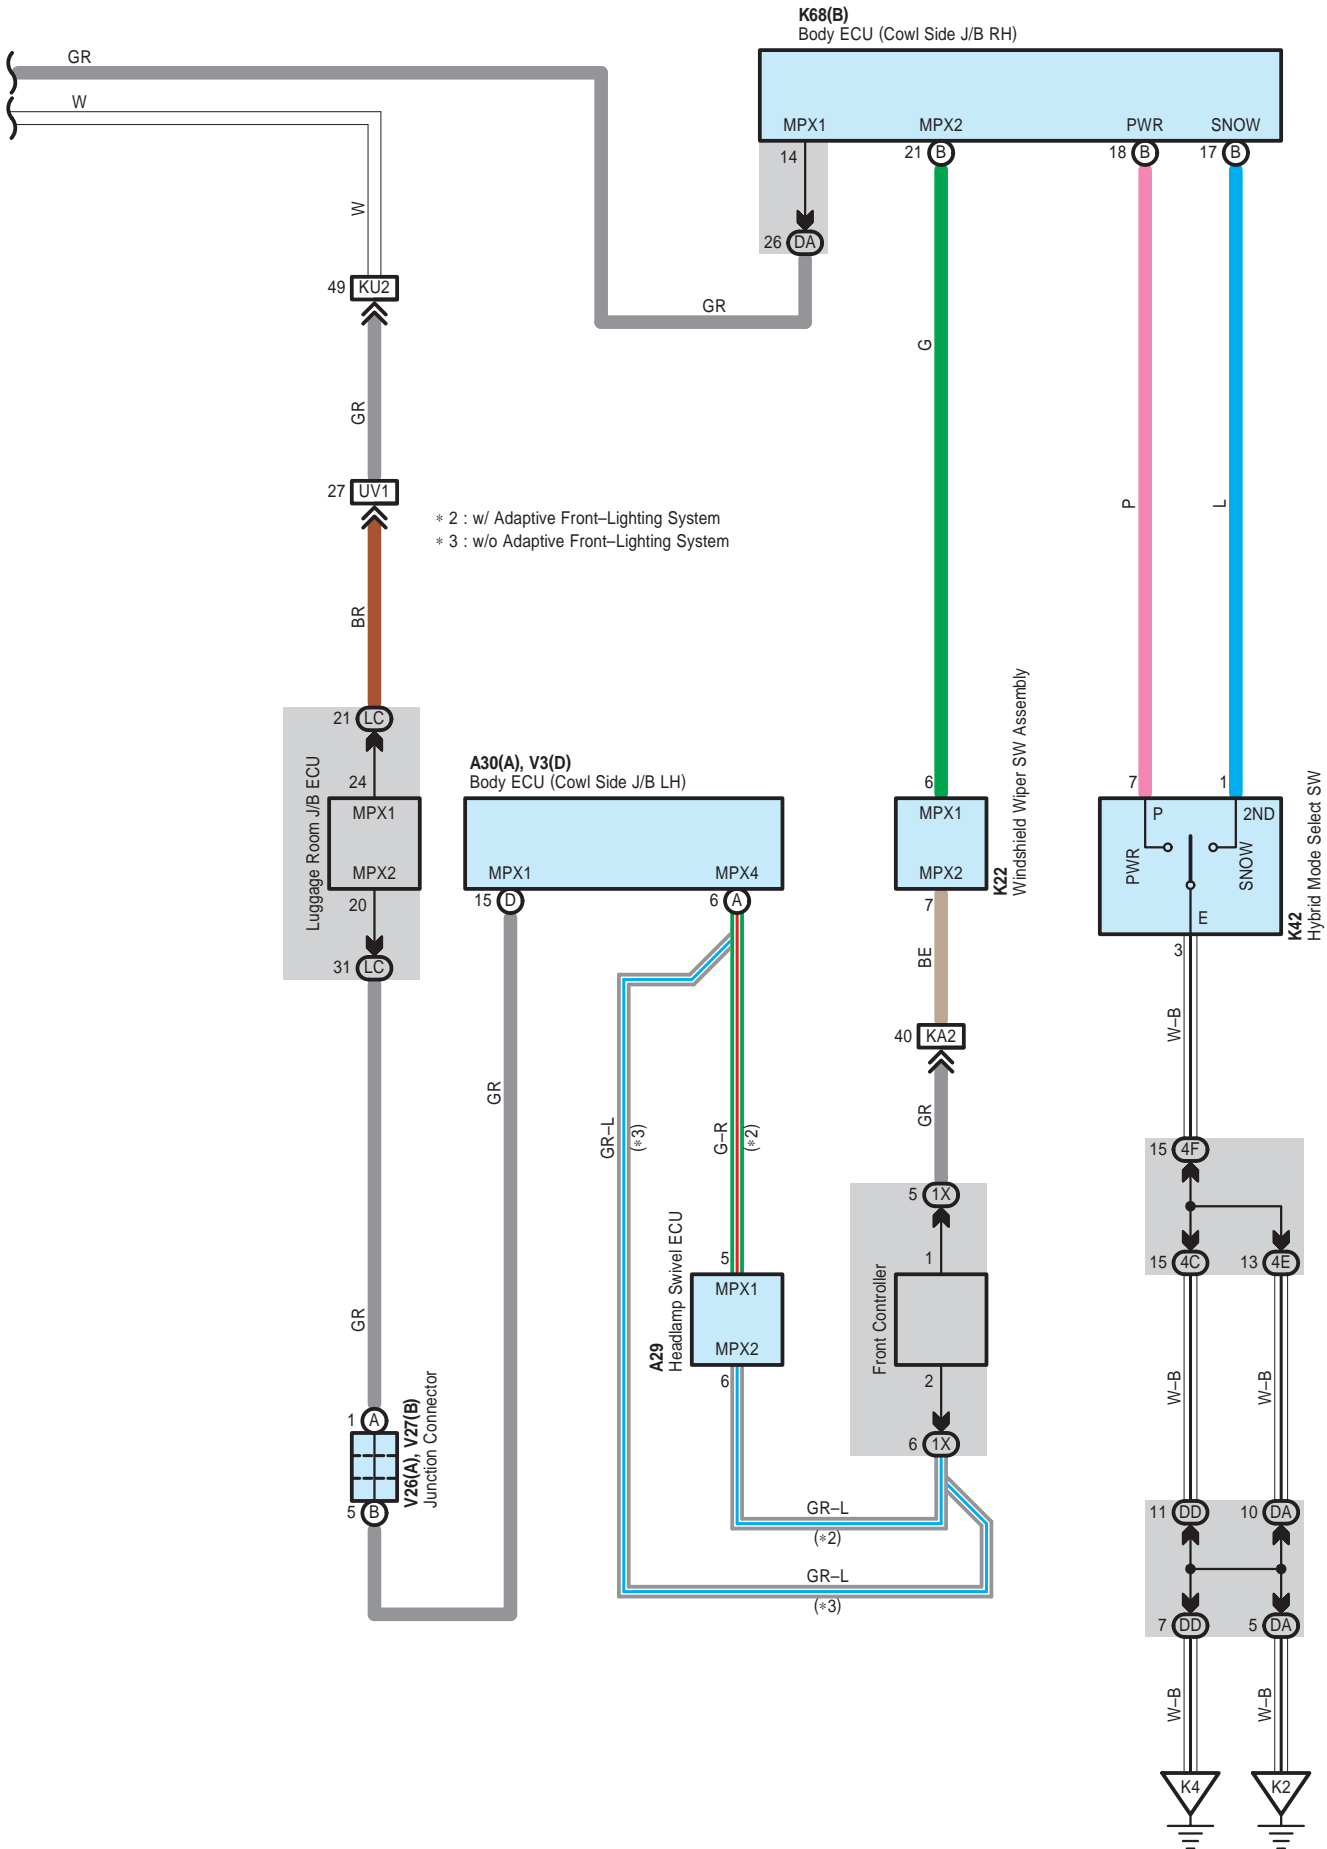 K68(B)
Body ECU (Cowl Side J/B RH)
GR
W
MPX1 MPX2 PWR SNOW
14 21 B 18 B 17 B
26 DA
W
49 KU2
GR
G
GR
27 UV1
P
L
∗ 2 : w/ Adaptive Front–Lighting System
∗ 3 : w/o Adaptive Front–Lighting System
BR
21 LC
24
MPX1
MPX2
20
31 LC
Luggage Room J/B ECU
A30(A), V3(D)
Body ECU (Cowl Side J/B LH)
MPX1 MPX4
15 D 6 A
6
MPX1
MPX2
7
K22
Windshield Wiper SW Assembly
7 1
P 2ND
PWR
SNOW
E
3
K42
Hybrid Mode Select SW
BE
W–B
40 KA2
GR
GR
GR–L
(∗3)
G–R
(∗2)
15 4F
5 1X
15 4C 13 4E
1
2
Front Controller
6 1X
5
MPX1
MPX2
6
A29
Headlamp Swivel ECU
GR
W–B
W–B
1 A
5 B
V26(A), V27(B)
Junction Connector
GR–L
(∗2)
GR–L
(∗3)
11 DD 10 DA
7 DD 5 DA
W–B
W–B
K4 K2